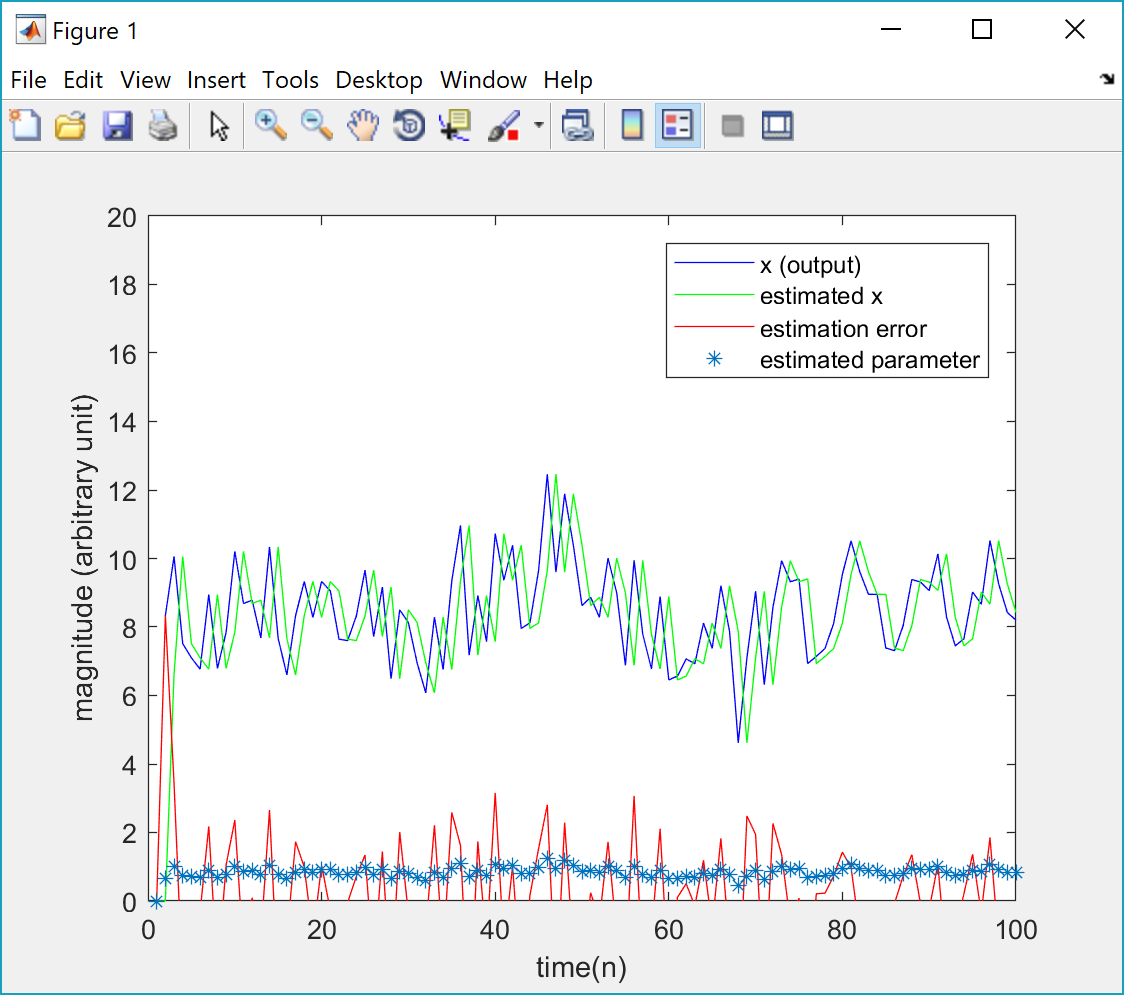 Figure 1
File Edit View Insert Tools Desktop Window Help
20
18
16
14
12
10
8
6
4
2
0
magnitude (arbitrary unit)
x (output)
estimated x
estimation error
estimated parameter
0 20 40 60 80 100
time(n)